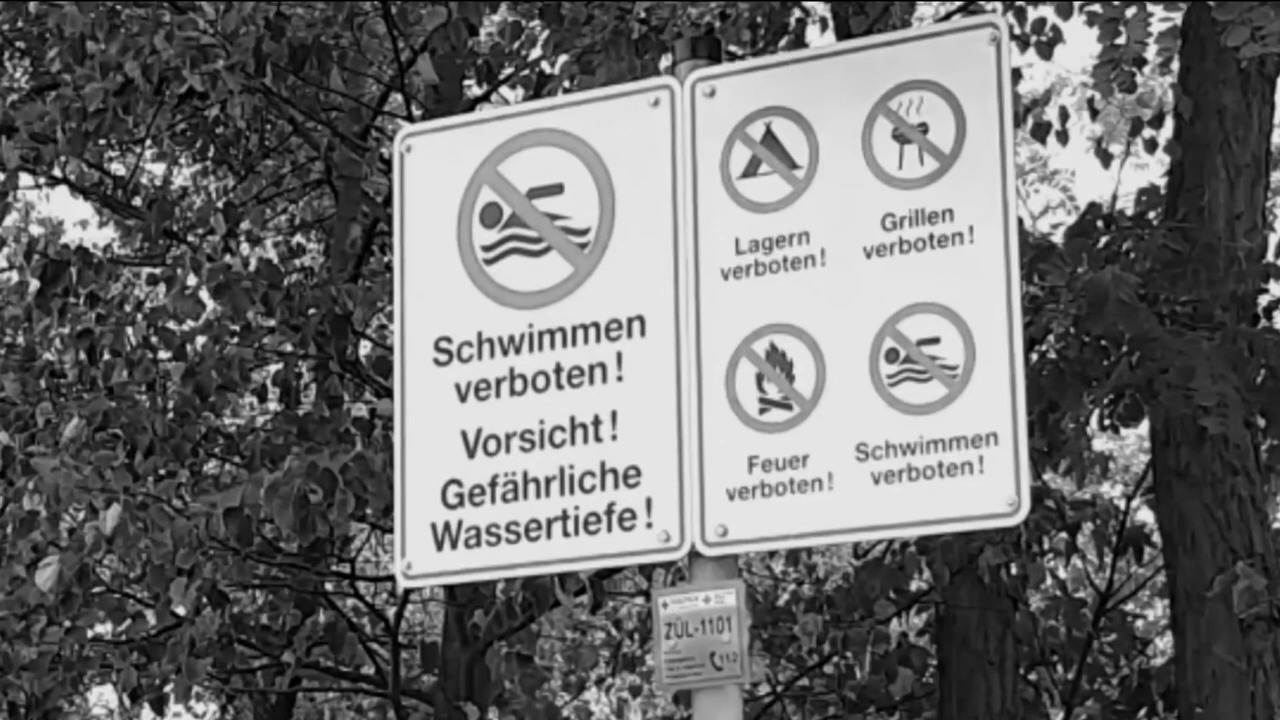 Schwimmen
verboten!
Vorsicht!
Gefährliche
Wassertiefe!
Lagern
verboten!
Grillen
verboten!
Feuer
verboten!
Schwimmen
verboten!
ZÜL-1101
112